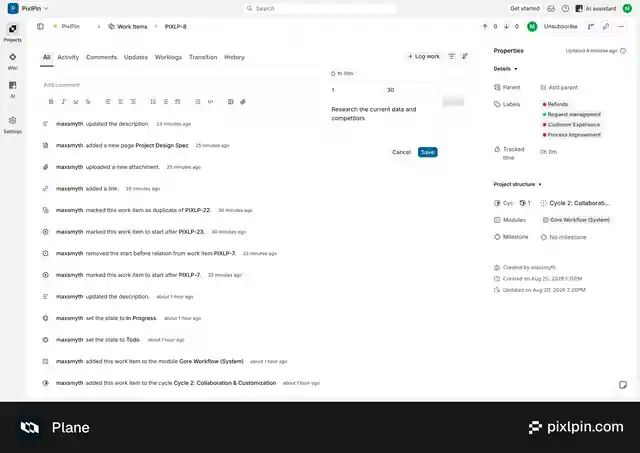 P PixlPin
Search
Get started
AI assistant
M
PixlPin > Work Items > PIXLP-8
0 0 M Unsubscribe
Projects
Wiki
AI
Settings
All Activity Comments Updates Worklogs Transition History
+ Log work
1h 30m
1 30
Research the current data and
competitors
Cancel Save
Add comment
B I U S
maxsmyth updated the description. 24 minutes ago
maxsmyth added a new page Project Design Spec 25 minutes ago
maxsmyth uploaded a new attachment. 25 minutes ago
maxsmyth added a link. 28 minutes ago
maxsmyth marked this work item as duplicate of PIXLP-22. 30 minutes ago
maxsmyth marked this work item to start after PIXLP-23. 30 minutes ago
maxsmyth removed the start before relation from work item PIXLP-7. 33 minutes ago
maxsmyth marked this work item to start after PIXLP-7. 33 minutes ago
maxsmyth updated the description. about 1 hour ago
maxsmyth set the state to In Progress. about 1 hour ago
maxsmyth set the state to Todo. about 1 hour ago
maxsmyth added this work item to the module Core Workflow (System) about 1 hour ago
maxsmyth added this work item to the cycle Cycle 2: Collaboration & Customization about 1 hour ago
Properties
Updated 4 minutes ago
Details
Parent Add parent
Labels Refunds
Request management
Customer Experience
Process Improvement
Tracked time 0h 0m
Project structure
Cyc 1 Cycle 2: Collaborati...
Modules Core Workflow (System)
Milestone No milestone
Created by maxsmyth
Created on Aug 20, 2026 1:15PM
Updated on Aug 20, 2026 2:26PM
Plane
pixlpin.com